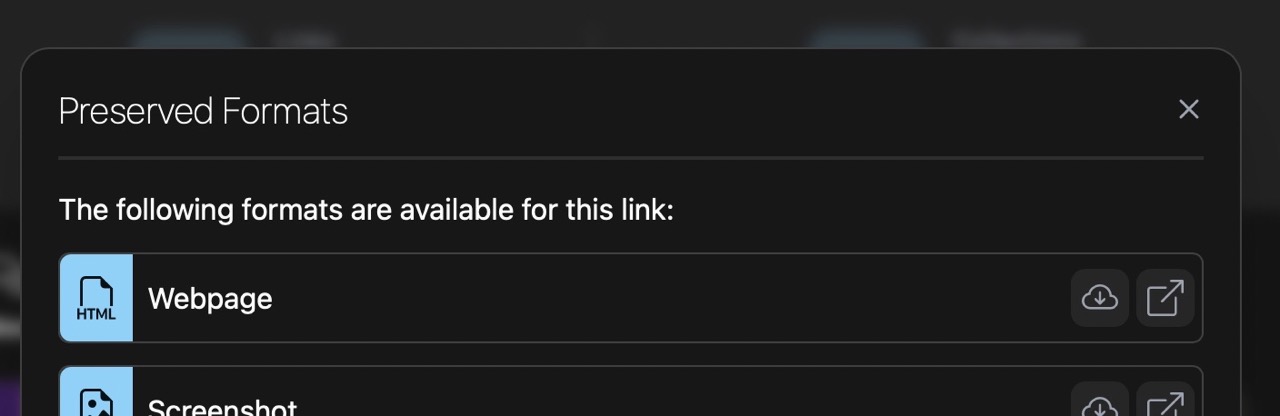 Preserved Formats
The following formats are available for this link:
HTML
Webpage
Screenshot